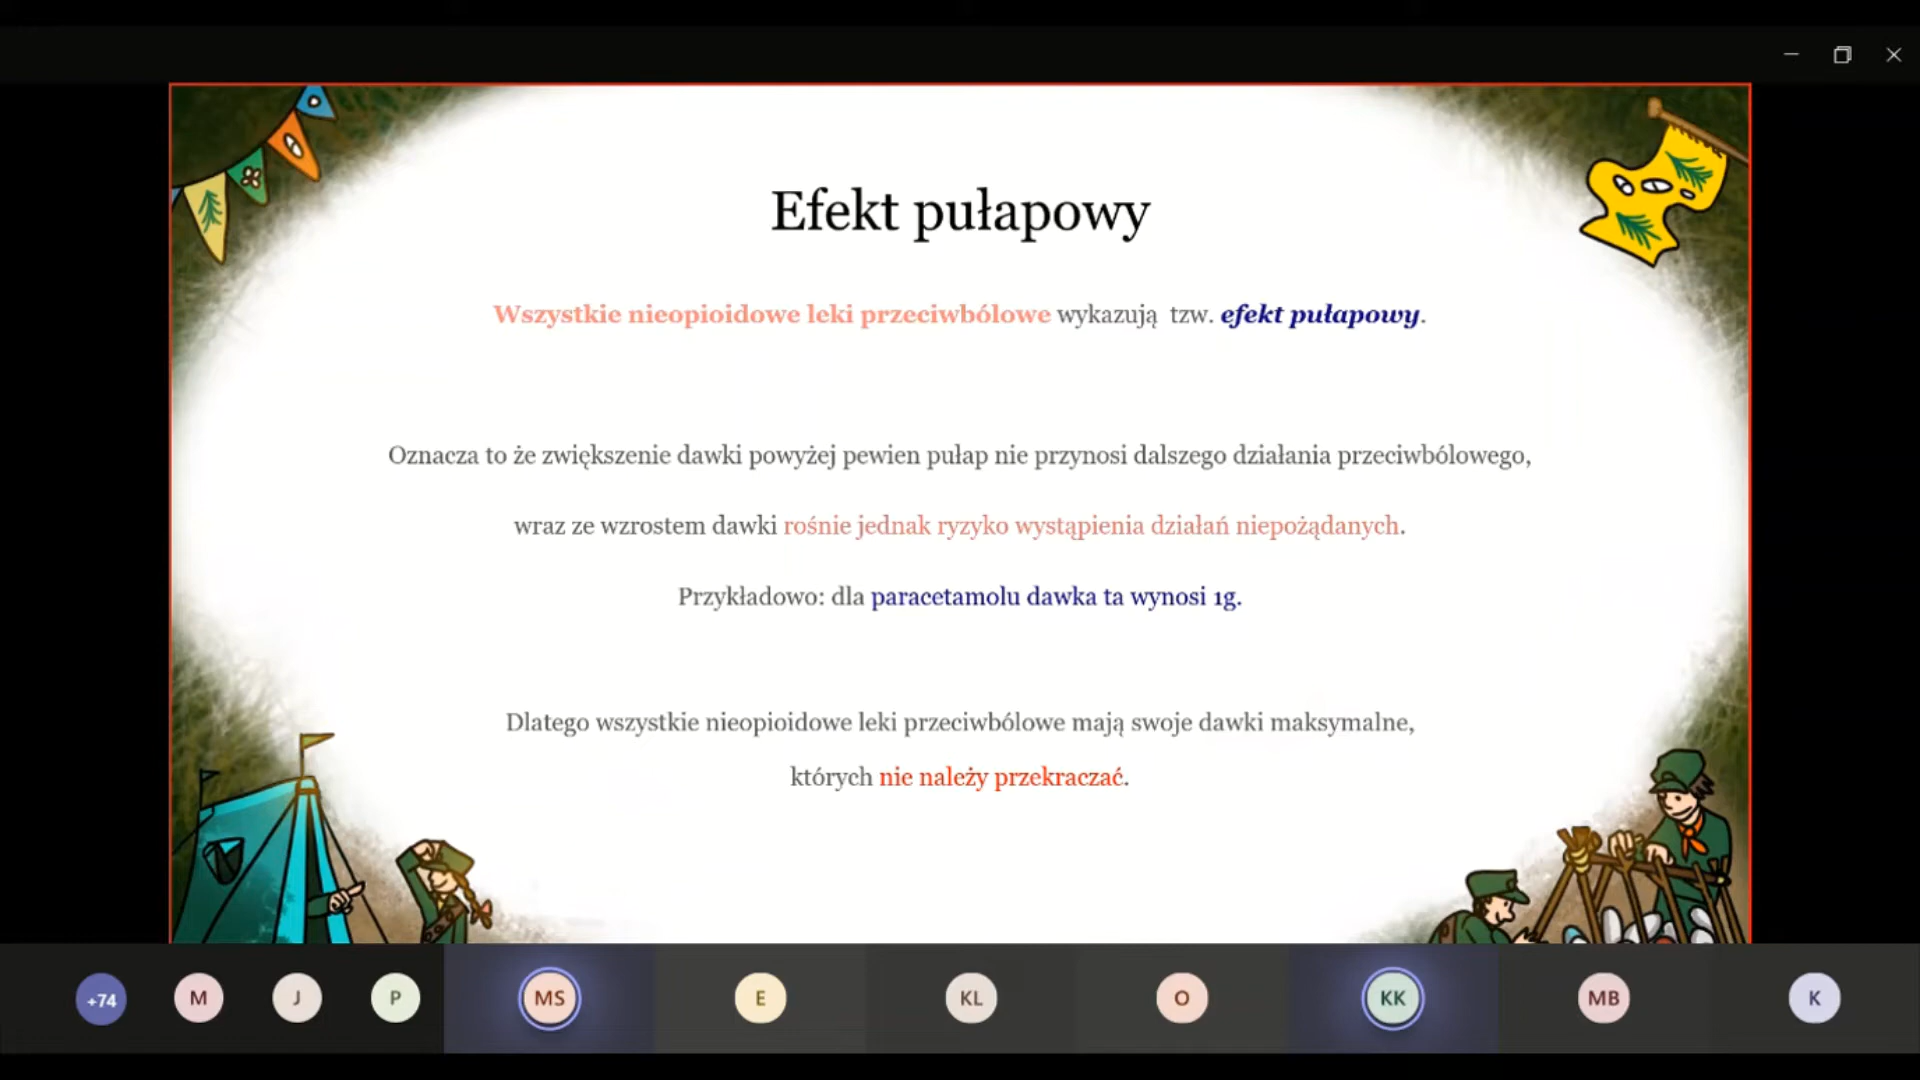 Efekt pułapowy
Wszystkie nieopioidowe leki przeciwbólowe wykazują tzw. efekt pułapowy.
Oznacza to że zwiększenie dawki powyżej pewien pułap nie przynosi dalszego działania przeciwbólowego,
wraz ze wzrostem dawki rośnie jednak ryzyko wystąpienia działań niepożądanych.
Przykładowo: dla paracetamolu dawka ta wynosi 1g.
Dlatego wszystkie nieopioidowe leki przeciwbólowe mają swoje dawki maksymalne,
których nie należy przekraczać.
+74 M J P MS E KL O KK MB K